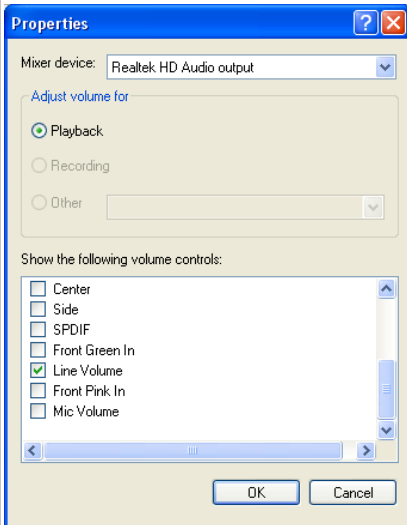 Properties
Mixer device: Realtek HD Audio output
Adjust volume for
Playback
Recording
Other
Show the following volume controls:
Center
Side
SPDIF
Front Green In
Line Volume
Front Pink In
Mic Volume
OK Cancel